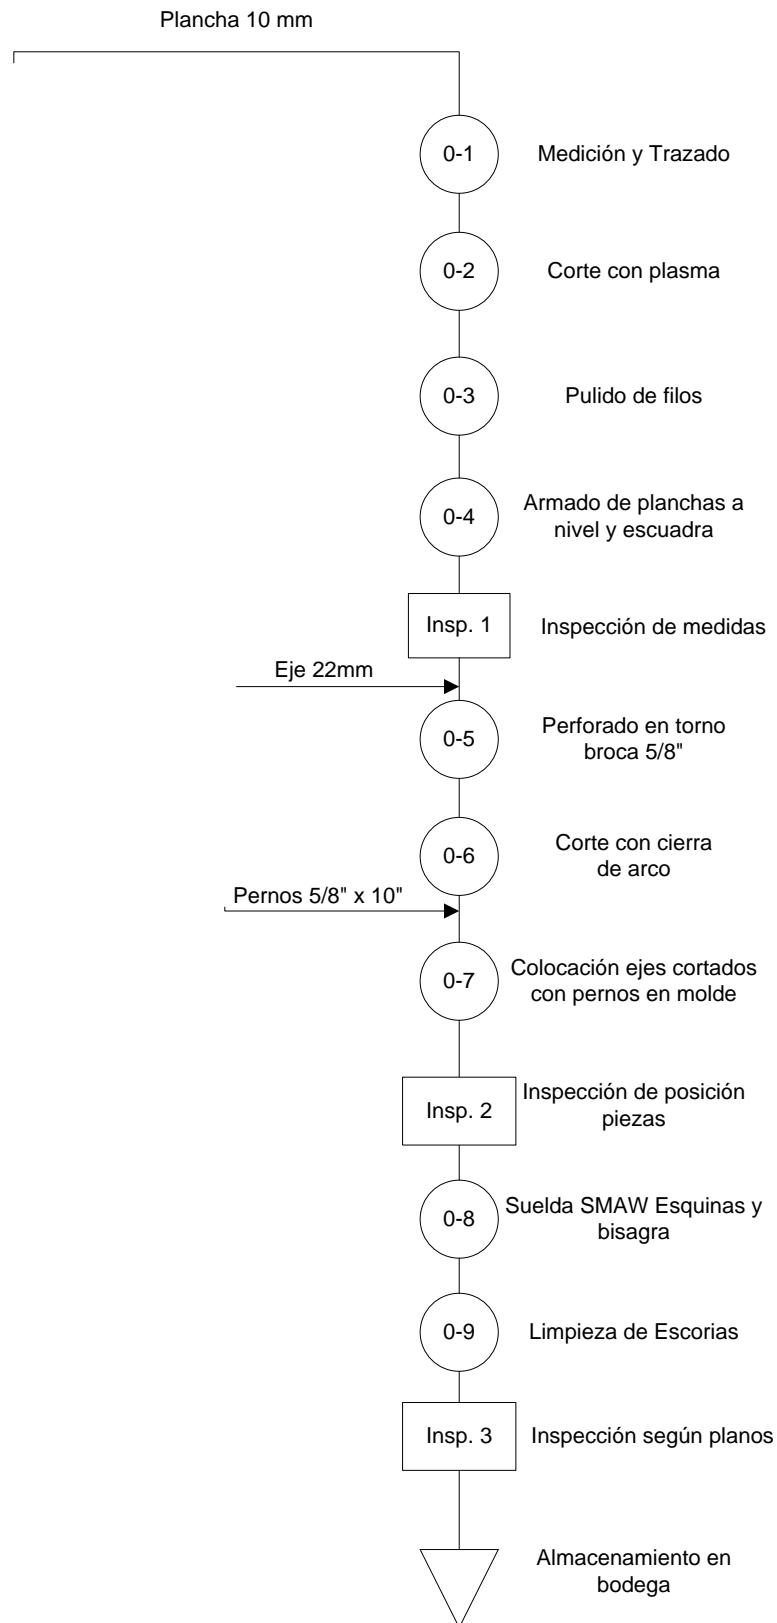 Plancha 10 mm
0-1
Medición y Trazado
0-2
Corte con plasma
0-3
Pulido de filos
0-4
Armado de planchas a
nivel y escuadra
Insp. 1
Inspección de medidas
Eje 22mm
0-5
Perforado en torno
broca 5/8"
0-6
Corte con cierra
de arco
Pernos 5/8" x 10"
0-7
Colocación ejes cortados
con pernos en molde
Insp. 2
Inspección de posición
piezas
0-8
Suelda SMAW Esquinas y
bisagra
0-9
Limpieza de Escorias
Insp. 3
Inspección según planos
Almacenamiento en
bodega